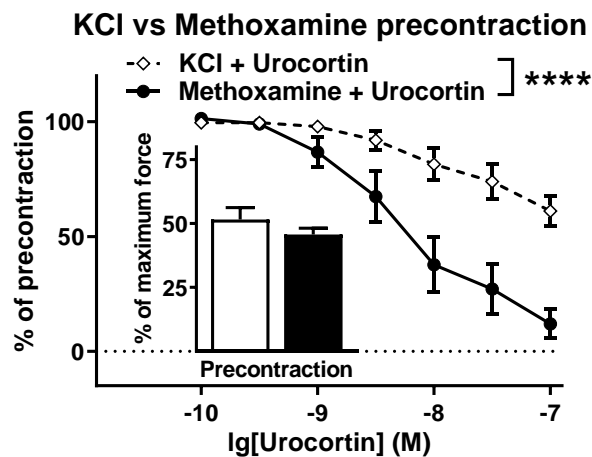 KCl vs Methoxamine precontraction
KCl + Urocortin
Methoxamine + Urocortin
****
% of precontraction
100
50
0
% of maximum force
75
50
25
Precontraction
-10
-9
-8
-7
lg[Urocortin] (M)